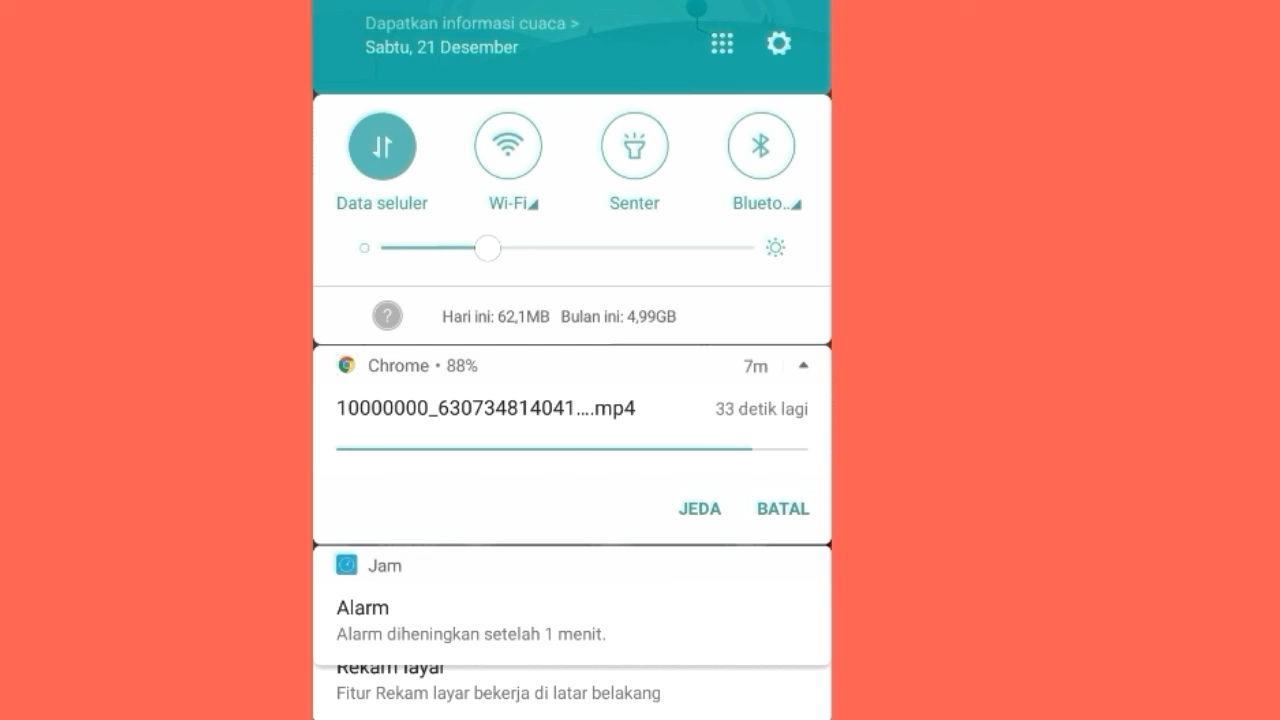 Dapatkan informasi cuaca >
Sabtu, 21 Desember
Data seluler
Wi-Fi
Senter
Blueto..
? Hari ini: 62,1MB Bulan ini: 4,99GB
Chrome • 88% 7m
10000000_630734814041....mp4 33 detik lagi
JEDA BATAL
Jam
Alarm
Alarm diheningkan setelah 1 menit.
Rekam layar
Fitur Rekam layar bekerja di latar belakang